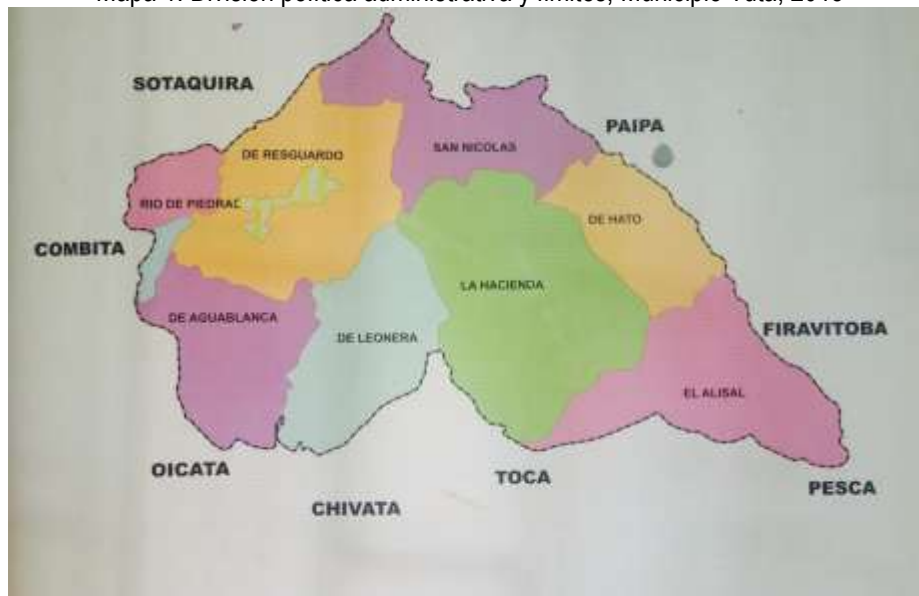 SOTAQUIRA
PAIPA
SAN NICOLAS
DE RESGUARDO
RIO DE PIEDRAS
DE HATO
COMBITA
LA HACIENDA
DE AGUABLANCA
DE LEONERA
FIRAVITOBA
EL ALISAL
OICATA
TOCA
PESCA
CHIVATA